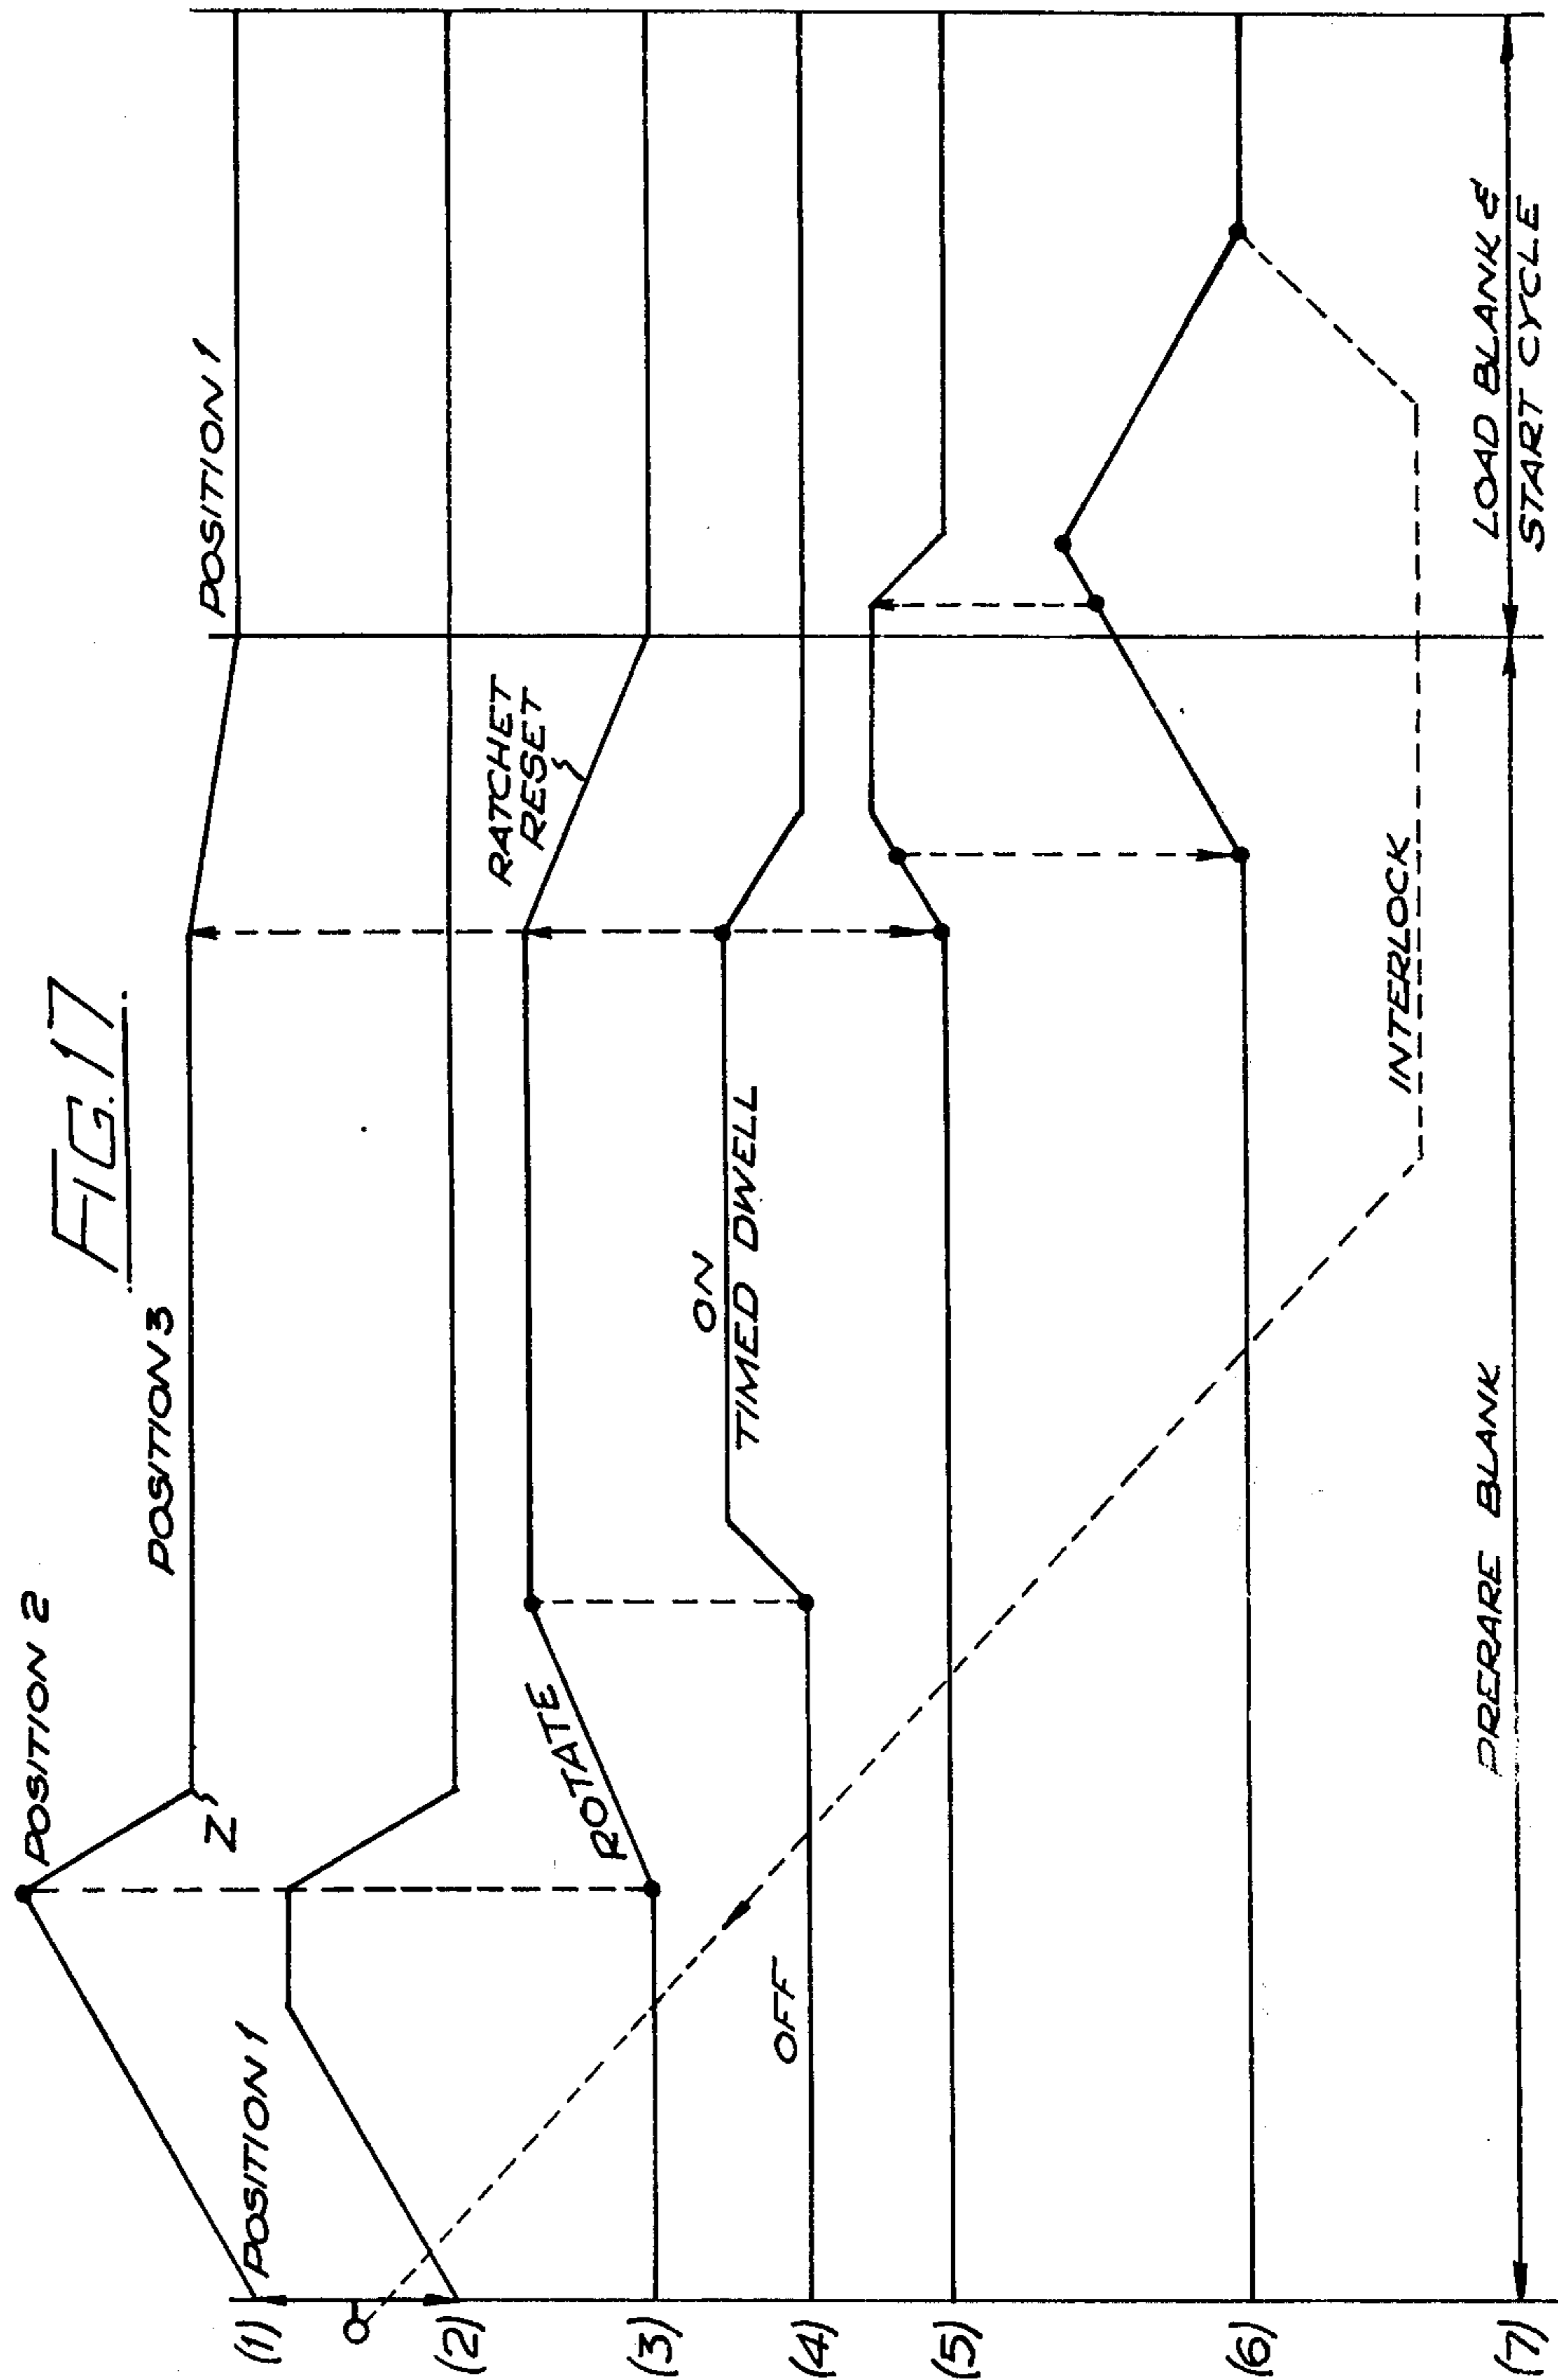 FIG. 17.
POSITION 2
POSITION 3
POSITION 1
Z
POSITION 1
(1)
(2)
ROTATE
RATCHET
RESET
(3)
ON
TIMED DWELL
OFF
(4)
(5)
(6)
INTERLOCK
PRERARE BLANK
LOAD BLANK &
START CYCLE
(7)